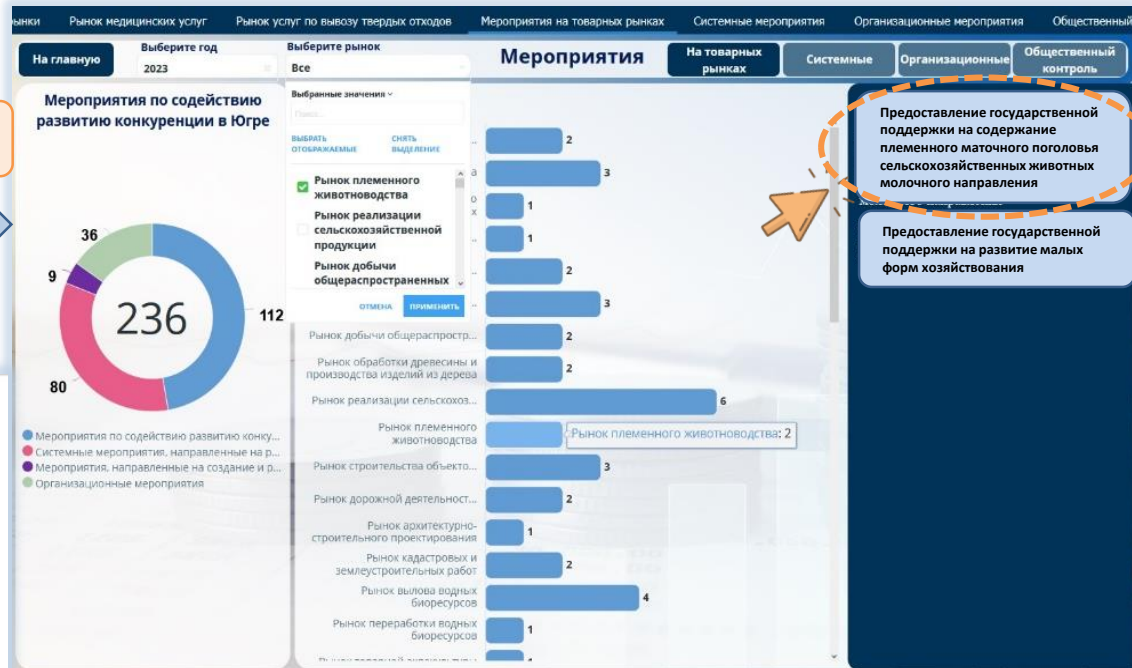 ынки Рынок медицинских услуг Рынок услуг по вывозу твердых отходов Мероприятия на товарных рынках Системные мероприятия Организационные мероприятия Общественный
На главную
Выберите год
2023
Выберите рынок
Все
Мероприятия
На товарных
рынках
Системные
Организационные
Общественный
контроль
Мероприятия по содействию
развитию конкуренции в Югре
36
9
236
112
80
Мероприятия по содействию развитию конку...
Системные мероприятия, направленные на р...
Мероприятия, направленные на создание и р...
Организационные мероприятия
Выбранные значения
Поиск...
ВЫБРАТЬ
ОТОБРАЖАЕМЫЕ
СНЯТЬ
ВЫДЕЛЕНИЕ
Рынок племенного
животноводства
Рынок реализации
сельскохозяйственной
продукции
Рынок добычи
общераспространенных
ОТМЕНА ПРИМЕНИТЬ
2
3
1
1
2
3
Рынок добычи общераспростр...
2
Рынок обработки древесины и
производства изделий из дерева
2
Рынок реализации сельскохоз...
6
Рынок племенного
животноводства
Рынок племенного животноводства: 2
Рынок строительства объекто...
3
Рынок дорожной деятельност...
2
Рынок архитектурно-
строительного проектирования
1
Рынок кадастровых и
землеустроительных работ
2
Рынок вылова водных
биоресурсов
4
Рынок переработки водных
биоресурсов
1
Предоставление государственной
поддержки на содержание
племенного маточного поголовья
сельскохозяйственных животных
молочного направления
Предоставление государственной
поддержки на развитие малых
форм хозяйствования